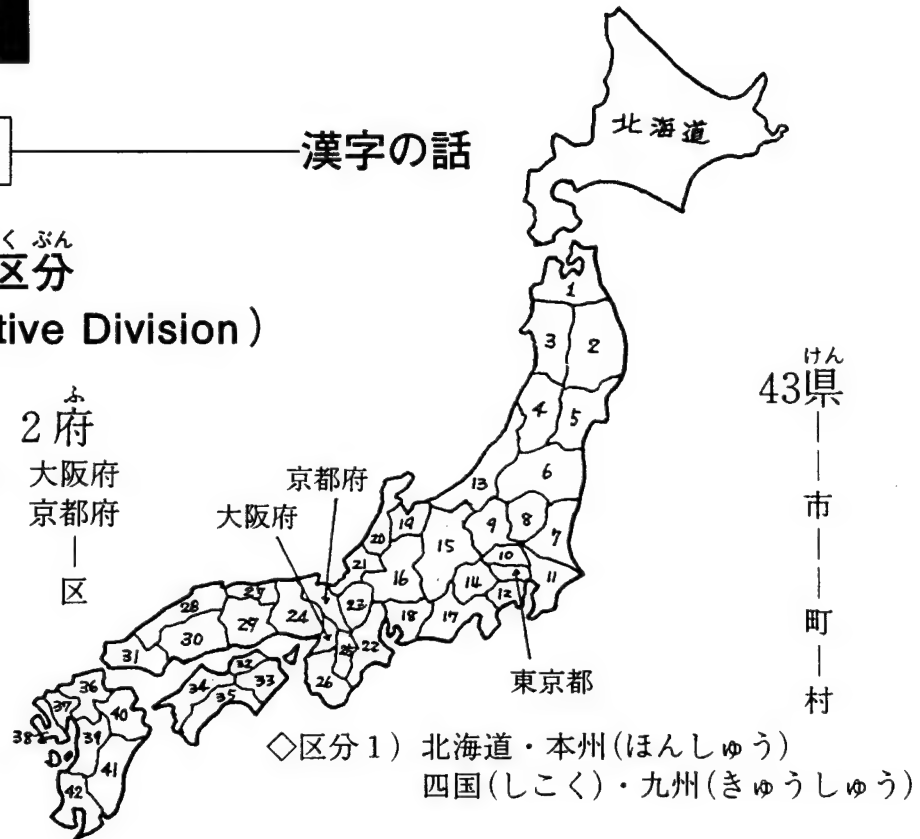 漢字の話
く ぶん
区分
tive Division)
ふ
2府
大阪府
京都府
区
けん
43県
市
町
村
北海道
1
3
2
4
5
6
13
19
20
21
15
9
8
7
10
11
14
12
16
18
17
京都府
大阪府
東京都
23
22
25
26
24
27
28
29
30
31
32
33
34
35
36
37
38
39
40
41
42
◇区分1) 北海道・本州(ほんしゅう)
四国(しこく)・九州(きゅうしゅう)